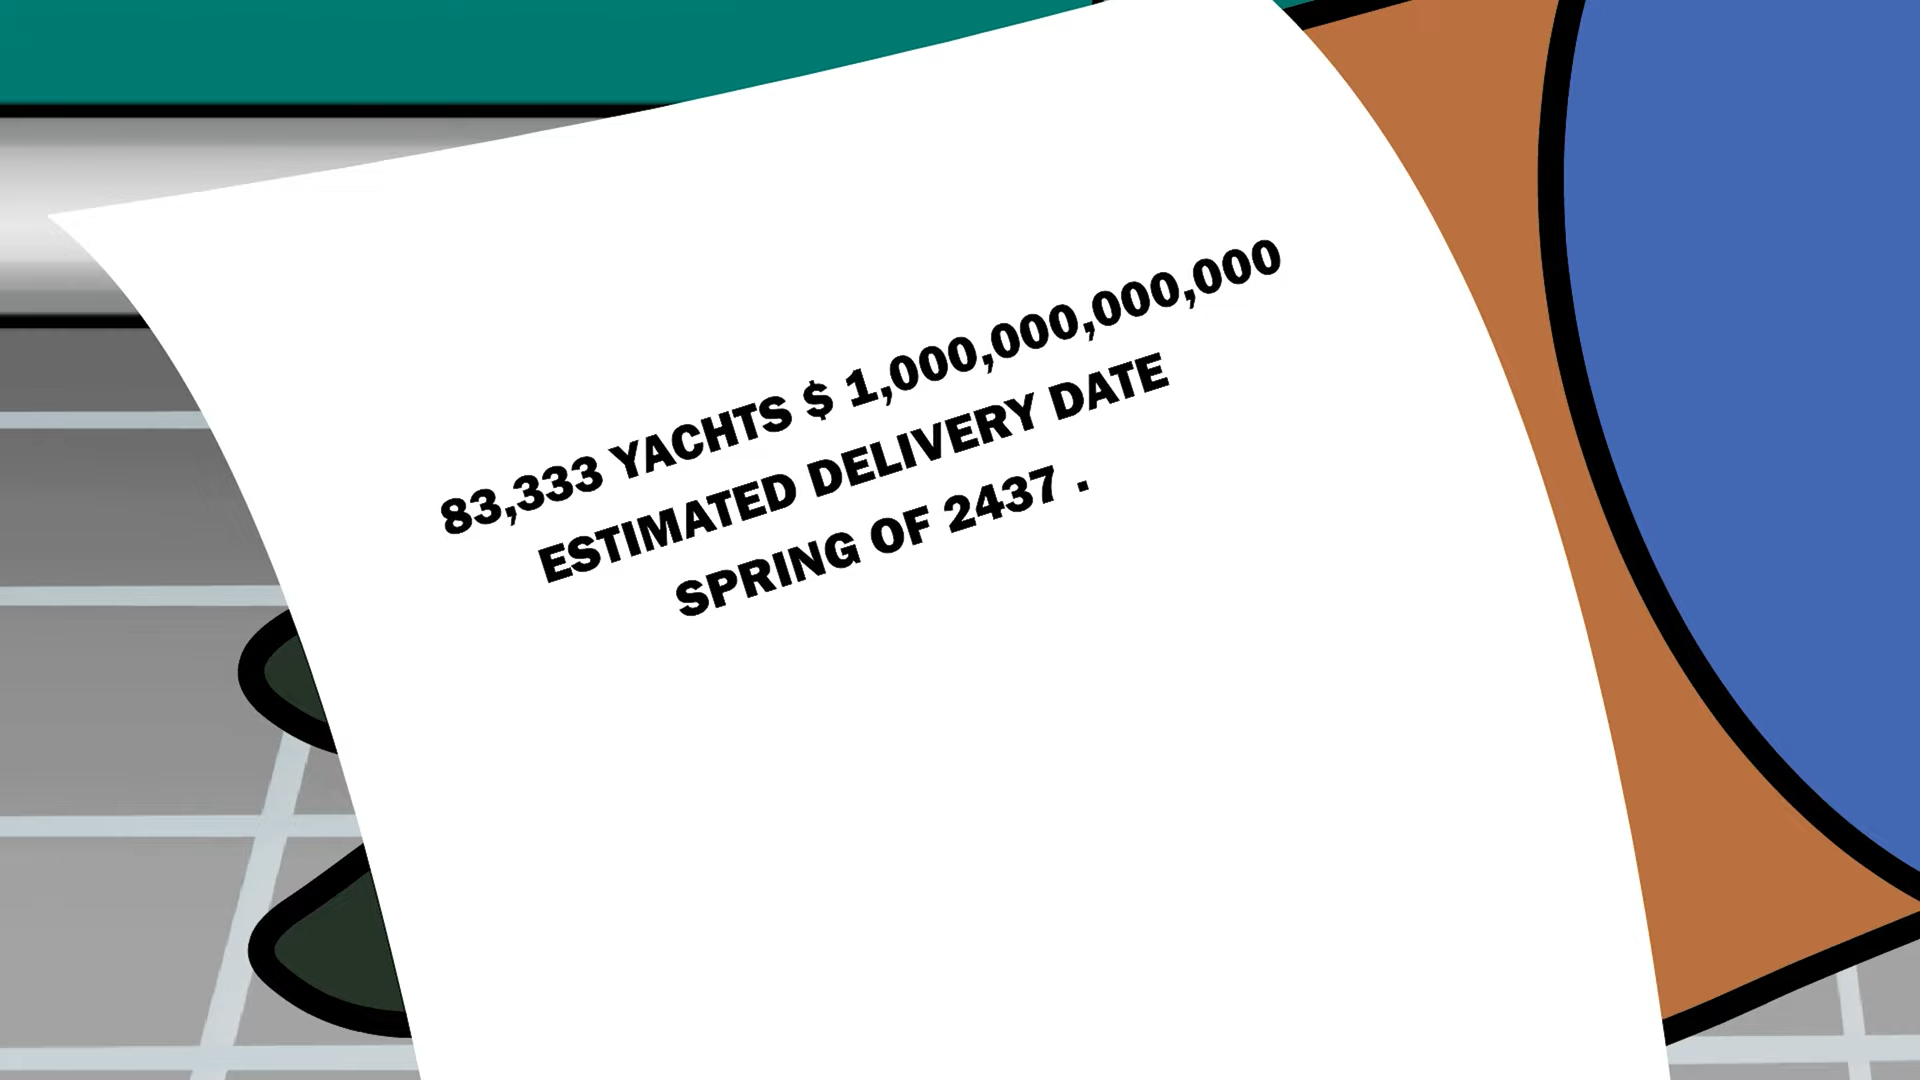 83,333 YACHTS $ 1,000,000,000,000
ESTIMATED DELIVERY DATE
SPRING OF 2437 .